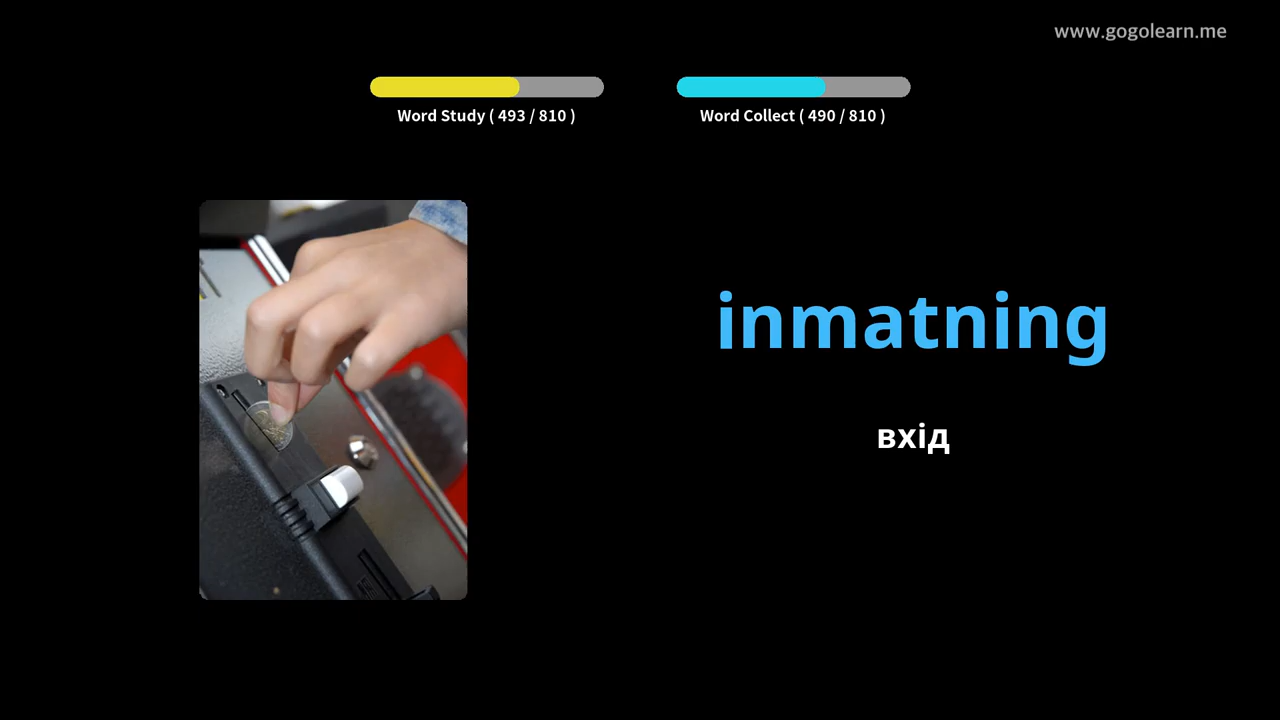 www.gogolearn.me
Word Study ( 493 / 810 )
Word Collect ( 490 / 810 )
inmatning
вхід